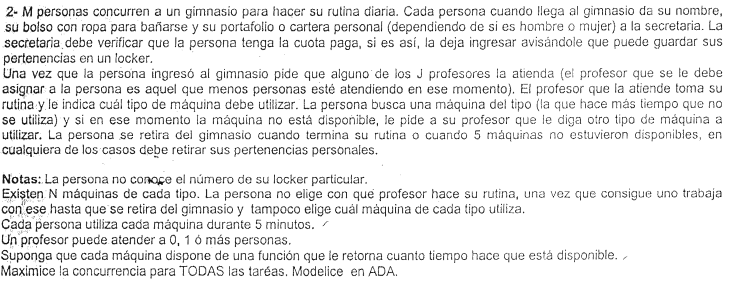 2- M personas concurren a un gimnasio para hacer su rutina diaria. Cada persona cuando llega al gimnasio da su nombre,
su bolso con ropa para bañarse y su portafolio o cartera personal (dependiendo de si es hombre o mujer) a la secretaria. La
secretaria debe verificar que la persona tenga la cuota paga, si es así, la deja ingresar avisándole que puede guardar sus
pertenencias en un locker.
Una vez que la persona ingresó al gimnasio pide que alguno de los J profesores la atienda (el profesor que se le debe
asignar a la persona es aquel que menos personas esté atendiendo en ese momento). El profesor que la atiende toma su
rutina y le indica cuál tipo de máquina debe utilizar. La persona busca una máquina del tipo (la que hace más tiempo que no
se utiliza) y si en ese momento la máquina no está disponible, le pide a su profesor que le diga otro tipo de máquina a
utilizar. La persona se retira del gimnasio cuando termina su rutina o cuando 5 máquinas no estuvieron disponibles, en
cualquiera de los casos debe retirar sus pertenencias personales.
Notas: La persona no conoce el número de su locker particular.
Existen N máquinas de cada tipo. La persona no elige con que profesor hace su rutina, una vez que consigue uno trabaja
con ese hasta que se retira del gimnasio y tampoco elige cuál máquina de cada tipo utiliza.
Cada persona utiliza cada máquina durante 5 minutos.
Un profesor puede atender a 0, 1 ó más personas.
Suponga que cada máquina dispone de una función que le retorna cuanto tiempo hace que está disponible.
Maximice la concurrencia para TODAS las taréas. Modelice en ADA.